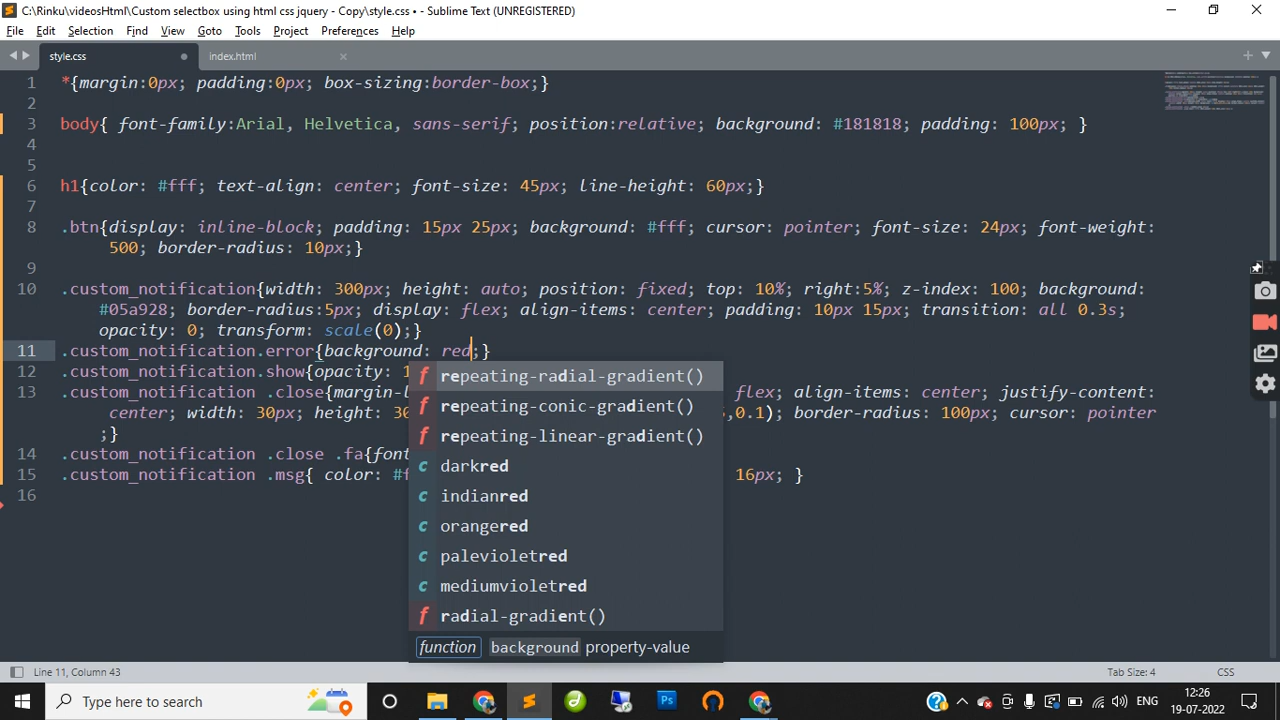 C:\Rinku\videosHtml\Custom selectbox using html css jquery - Copy\style.css • - Sublime Text (UNREGISTERED)
File Edit Selection Find View Goto Tools Project Preferences Help
style.css index.html
1 *{margin:0px; padding:0px; box-sizing:border-box;}
2
3 body{ font-family:Arial, Helvetica, sans-serif; position:relative; background: #181818; padding: 100px; }
4
5
6 h1{color: #fff; text-align: center; font-size: 45px; line-height: 60px;}
7
8 .btn{display: inline-block; padding: 15px 25px; background: #fff; cursor: pointer; font-size: 24px; font-weight:
500; border-radius: 10px;}
9
10 .custom_notification{width: 300px; height: auto; position: fixed; top: 10%; right:5%; z-index: 100; background:
#05a928; border-radius:5px; display: flex; align-items: center; padding: 10px 15px; transition: all 0.3s;
opacity: 0; transform: scale(0);}
11 .custom_notification.error{background: red;}
12 .custom_notification.show{opacity: 1
13 .custom_notification .close{margin-l flex; align-items: center; justify-content:
center; width: 30px; height: 30 ,0.1); border-radius: 100px; cursor: pointer
;}
14 .custom_notification .close .fa{fon
15 .custom_notification .msg{ color: #f 16px; }
16
f repeating-radial-gradient()
f repeating-conic-gradient()
f repeating-linear-gradient()
c darkred
c indianred
c orangered
c palevioletred
c mediumvioletred
f radial-gradient()
function background property-value
Line 11, Column 43 Tab Size: 4 CSS
Type here to search
Ps
ENG
12:26
19-07-2022